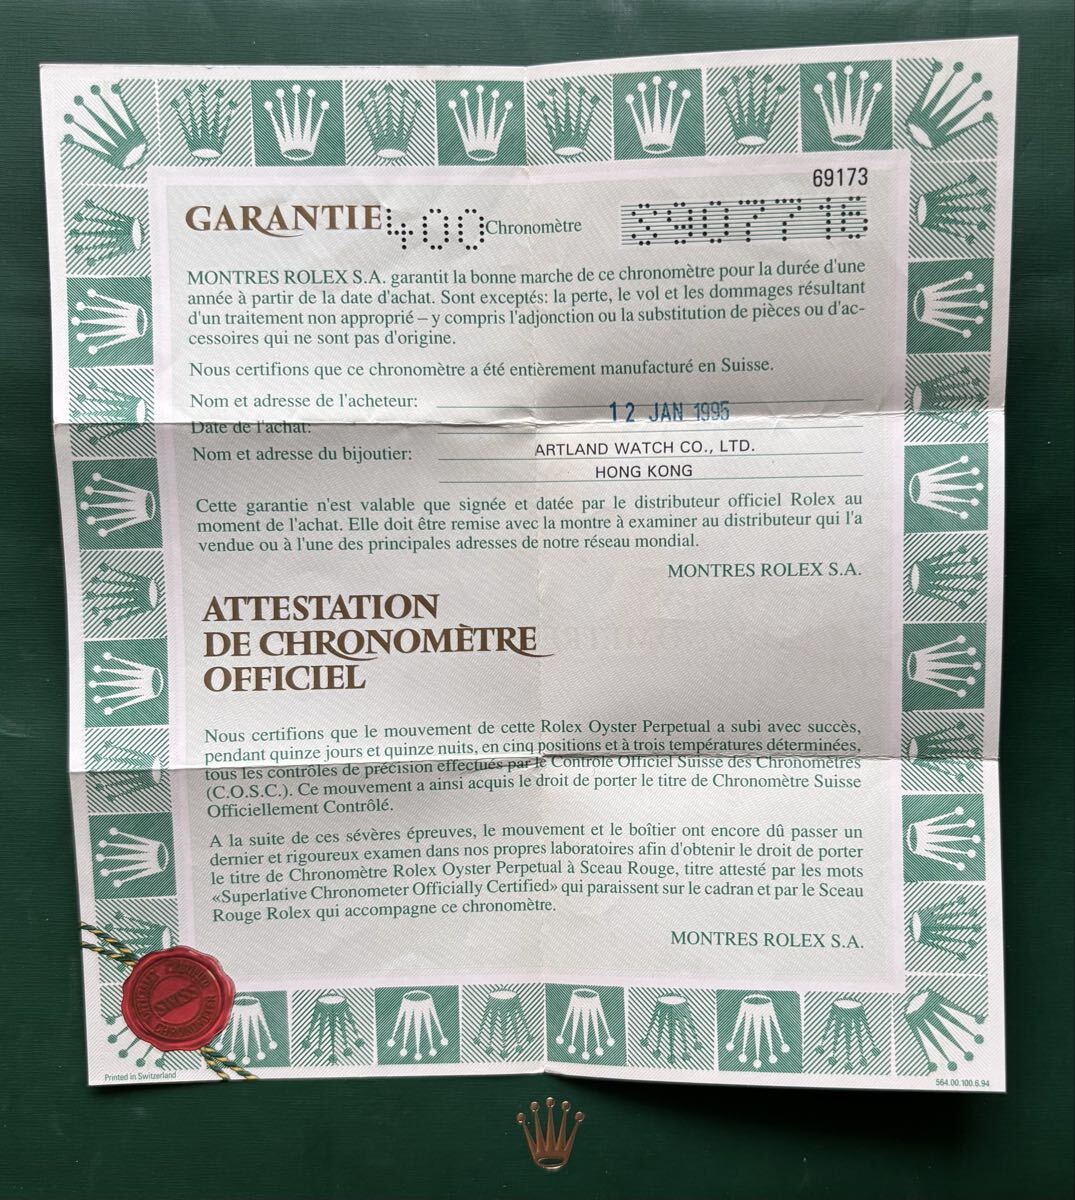 69173
GARANTIE 400 Chronomètre S907716
MONTRES ROLEX S.A. garantit la bonne marche de ce chronomètre pour la durée d'une
année à partir de la date d'achat. Sont exceptés: la perte, le vol et les dommages résultant
d'un traitement non approprié – y compris l'adjonction ou la substitution de pièces ou d'ac-
cessoires qui ne sont pas d'origine.
Nous certifions que ce chronomètre a été entièrement manufacturé en Suisse.
Nom et adresse de l'acheteur:
Date de l'achat: 12 JAN 1995
Nom et adresse du bijoutier: ARTLAND WATCH CO., LTD.
HONG KONG
Cette garantie n'est valable que signée et datée par le distributeur officiel Rolex au
moment de l'achat. Elle doit être remise avec la montre à examiner au distributeur qui l'a
vendue ou à l'une des principales adresses de notre réseau mondial.
MONTRES ROLEX S.A.
ATTESTATION
DE CHRONOMÈTRE
OFFICIEL
Nous certifions que le mouvement de cette Rolex Oyster Perpetual a subi avec succès,
pendant quinze jours et quinze nuits, en cinq positions et à trois températures déterminées,
tous les contrôles de précision effectués par le Contrôle Officiel Suisse des Chronomètres
(C.O.S.C.). Ce mouvement a ainsi acquis le droit de porter le titre de Chronomètre Suisse
Officiellement Contrôlé.
A la suite de ces sévères épreuves, le mouvement et le boîtier ont encore dû passer un
dernier et rigoureux examen dans nos propres laboratoires afin d'obtenir le droit de porter
le titre de Chronomètre Rolex Oyster Perpetual à Sceau Rouge, titre attesté par les mots
«Superlative Chronometer Officially Certified» qui paraissent sur le cadran et par le Sceau
Rouge Rolex qui accompagne ce chronomètre.
MONTRES ROLEX S.A.
SWISS
CHRONOMETER
Printed in Switzerland
564.00.100.6.94